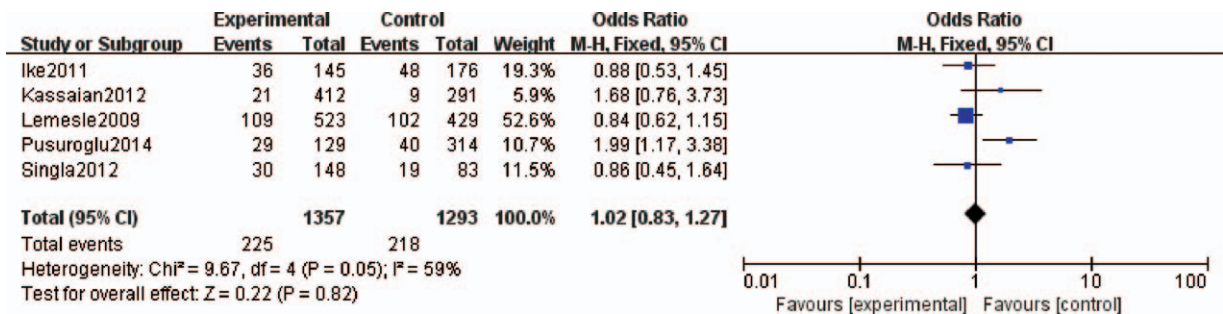 Experimental Control Odds Ratio Odds Ratio
Study or Subgroup Events Total Events Total Weight M-H, Fixed, 95% CI M-H, Fixed, 95% CI
Ike2011 36 145 48 176 19.3% 0.88 [0.53, 1.45]
Kassaian2012 21 412 9 291 5.9% 1.68 [0.76, 3.73]
Lemesle2009 109 523 102 429 52.6% 0.84 [0.62, 1.15]
Pusuroglu2014 29 129 40 314 10.7% 1.99 [1.17, 3.38]
Singla2012 30 148 19 83 11.5% 0.86 [0.45, 1.64]
Total (95% CI) 1357 1293 100.0% 1.02 [0.83, 1.27]
Total events 225 218
Heterogeneity: Chi² = 9.67, df = 4 (P = 0.05); I² = 59%
Test for overall effect: Z = 0.22 (P = 0.82)
0.01 0.1 1 10 100
Favours [experimental] Favours [control]